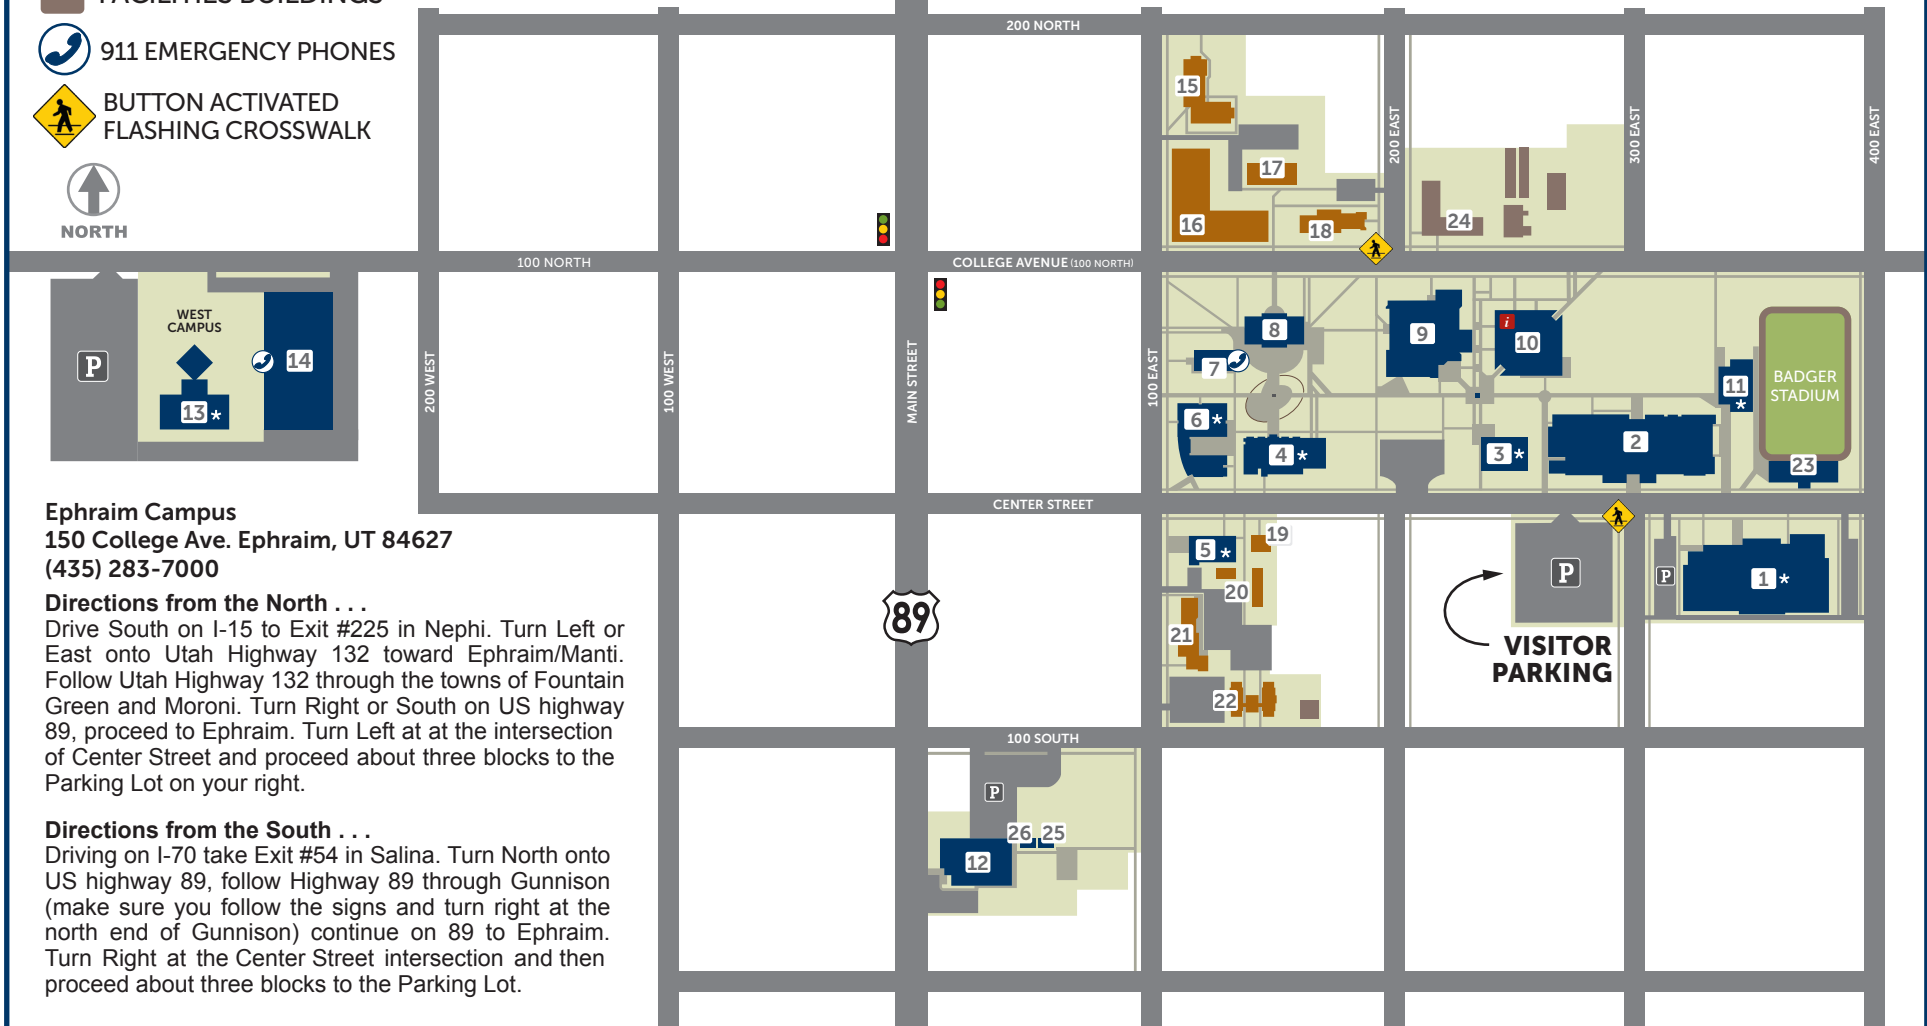 FACILITIES BUILDINGS
911 EMERGENCY PHONES
BUTTON ACTIVATED
FLASHING CROSSWALK
NORTH
200 NORTH
100 NORTH
COLLEGE AVENUE (100 NORTH)
CENTER STREET
100 SOUTH
200 WEST
100 WEST
MAIN STREET
100 EAST
200 EAST
300 EAST
400 EAST
WEST
CAMPUS
P
13 *
14
15
16
17
18
24
8
7
6 *
4 *
9
i
10
3 *
2
11
*
BADGER
STADIUM
23
5 *
19
20
21
22
P
P
1 *
VISITOR
PARKING
89
P
26
25
12
Ephraim Campus
150 College Ave. Ephraim, UT 84627
(435) 283-7000
Directions from the North . . .
Drive South on I-15 to Exit #225 in Nephi. Turn Left or
East onto Utah Highway 132 toward Ephraim/Manti.
Follow Utah Highway 132 through the towns of Fountain
Green and Moroni. Turn Right or South on US highway
89, proceed to Ephraim. Turn Left at at the intersection
of Center Street and proceed about three blocks to the
Parking Lot on your right.
Directions from the South . . .
Driving on I-70 take Exit #54 in Salina. Turn North onto
US highway 89, follow Highway 89 through Gunnison
(make sure you follow the signs and turn right at the
north end of Gunnison) continue on 89 to Ephraim.
Turn Right at the Center Street intersection and then
proceed about three blocks to the Parking Lot.